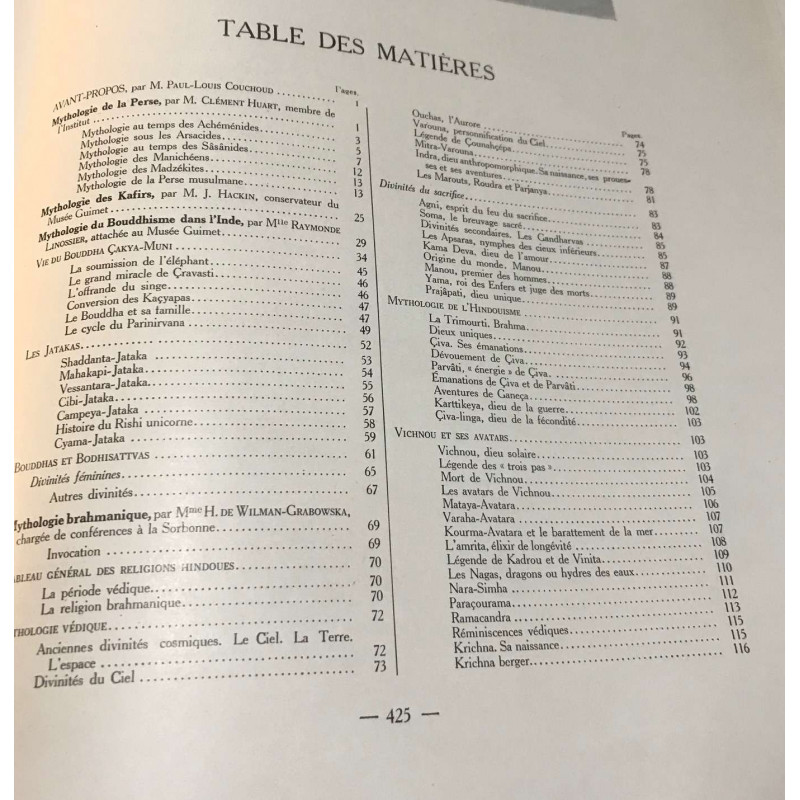 TABLE DES MATIÈRES
Pages.
AVANT-PROPOS, par M. PAUL-LOUIS COUCHOUD ........... I
Mythologie de la Perse, par M. CLÉMENT HUART, membre de
l'Institut ........... 1
Mythologie au temps des Achéménides ........... 3
Mythologie sous les Arsacides ........... 5
Mythologie au temps des Sâsânides ........... 7
Mythologie des Manichéens ........... 12
Mythologie des Madzékites ........... 13
Mythologie de la Perse musulmane ........... 13
Mythologie des Kafirs, par M. J. HACKIN, conservateur du
Musée Guimet ........... 25
Mythologie du Bouddhisme dans l'Inde, par Mlle RAYMONDE
LINOSSIER, attachée au Musée Guimet ........... 29
VIE DU BOUDDHA ÇAKYA-MUNI ........... 34
La soumission de l'éléphant ........... 45
Le grand miracle de Çravasti ........... 46
L'offrande du singe ........... 46
Conversion des Kaçyapas ........... 47
Le Bouddha et sa famille ........... 47
Le cycle du Parinirvana ........... 49
LES JATAKAS ........... 52
Shaddanta-Jataka ........... 53
Mahakapi-Jataka ........... 54
Vessantara-Jataka ........... 55
Cibi-Jataka ........... 56
Campeya-Jataka ........... 57
Histoire du Rishi unicorne ........... 58
Cyama-Jataka ........... 59
BOUDDHAS ET BODHISATTVAS ........... 61
Divinités féminines ........... 65
Autres divinités ........... 67
Mythologie brahmanique, par Mme H. DE WILMAN-GRABOWSKA,
chargée de conférences à la Sorbonne ........... 69
Invocation ........... 69
TABLEAU GÉNÉRAL DES RELIGIONS HINDOUES ........... 70
La période védique ........... 70
La religion brahmanique ........... 70
MYTHOLOGIE VÉDIQUE ........... 72
Anciennes divinités cosmiques. Le Ciel. La Terre.
L'espace ........... 72
Divinités du Ciel ........... 73
Pages.
Ouchas, l'Aurore ........... 74
Varouna, personnification du Ciel ........... 75
Légende de Çounahçépa ........... 75
Mitra-Varouna ........... 78
Indra, dieu anthropomorphique. Sa naissance, ses proues-
ses et ses aventures ........... 78
Les Marouts, Roudra et Parjanya ........... 81
Divinités du sacrifice ........... 83
Agni, esprit du feu du sacrifice ........... 83
Soma, le breuvage sacré ........... 84
Divinités secondaires. Les Gandharvas ........... 85
Les Apsaras, nymphes des cieux inférieurs ........... 85
Kama Deva, dieu de l'amour ........... 87
Origine du monde. Manou ........... 88
Manou, premier des hommes ........... 88
Yama, roi des Enfers et juge des morts ........... 89
Prajâpati, dieu unique ........... 89
MYTHOLOGIE DE L'HINDOUISME ........... 91
La Trimourti. Brahma ........... 91
Dieux uniques ........... 92
Çiva. Ses émanations ........... 93
Dévouement de Çiva ........... 94
Parvâti, « énergie » de Çiva ........... 96
Émanations de Çiva et de Parvâti ........... 98
Aventures de Ganeça ........... 98
Karttikeya, dieu de la guerre ........... 102
Çiva-linga, dieu de la fécondité ........... 103
VICHNOU ET SES AVATARS ........... 103
Vichnou, dieu solaire ........... 103
Légende des « trois pas » ........... 103
Mort de Vichnou ........... 104
Les avatars de Vichnou ........... 105
Mataya-Avatara ........... 106
Varaha-Avatara ........... 107
Kourma-Avatara et le barattement de la mer ........... 107
L'amrita, élixir de longévité ........... 108
Légende de Kadrou et de Vinita ........... 109
Les Nagas, dragons ou hydres des eaux ........... 110
Nara-Simha ........... 111
Paraçourama ........... 112
Ramacandra ........... 113
Réminiscences védiques ........... 115
Krichna. Sa naissance ........... 115
Krichna berger ........... 116
— 425 —